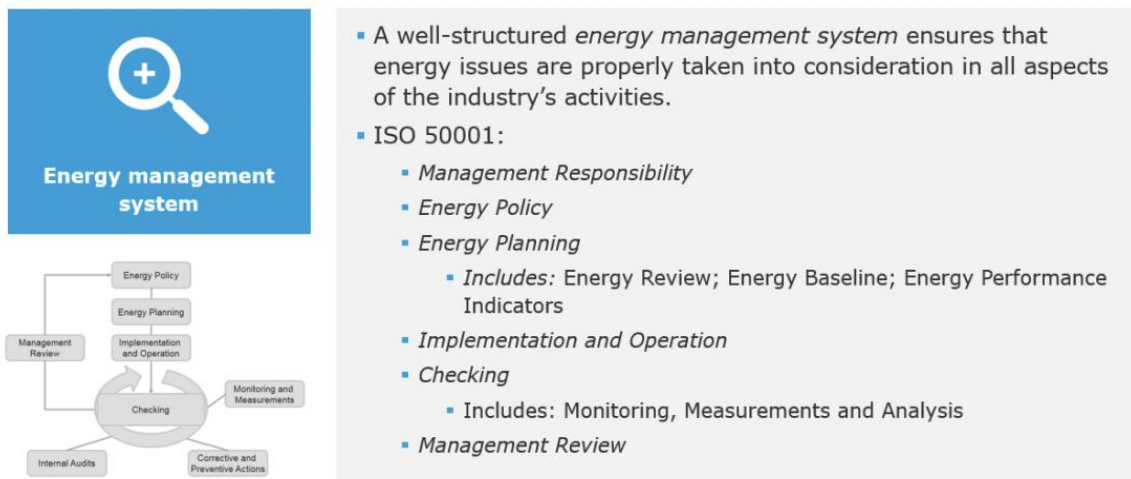 Energy management
system
Energy Policy
Energy Planning
Management
Review
Implementation
and Operation
Monitoring and
Measurements
Checking
Internal Audits
Corrective and
Preventive Actions
A well-structured energy management system ensures that
energy issues are properly taken into consideration in all aspects
of the industry's activities.
ISO 50001:
Management Responsibility
Energy Policy
Energy Planning
Includes: Energy Review; Energy Baseline; Energy Performance
Indicators
Implementation and Operation
Checking
Includes: Monitoring, Measurements and Analysis
Management Review